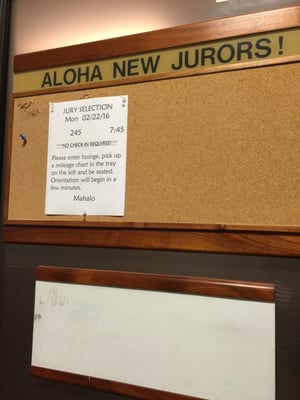 ALOHA NEW JURORS!
JURY SELECTION
Mon 02/22/16
245 7:45
***NO CHECK-IN REQUIRED***
Please enter lounge, pick up
a mileage chart in the tray
on the left and be seated.
Orientation will begin in a
few minutes.
Mahalo